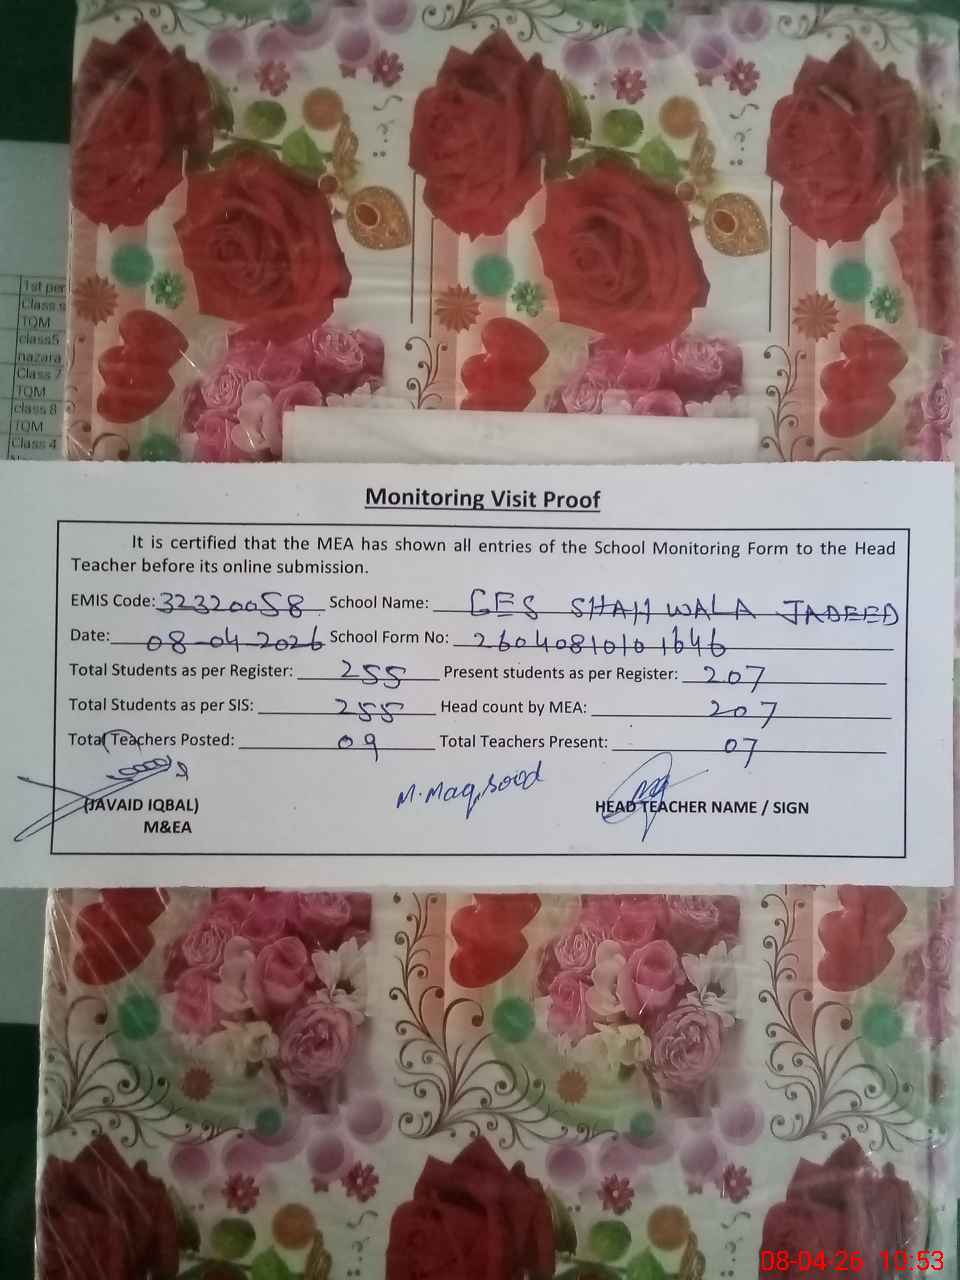 1st per
Class s
TQM
class5
nazara
Class 7
TQM
class 8
TQM
Class 4
Monitoring Visit Proof
It is certified that the MEA has shown all entries of the School Monitoring Form to the Head
Teacher before its online submission.
EMIS Code: 32320058 School Name: GES SHAH WALA JADEED
Date: 08-04-2026 School Form No: 26040810101646
Total Students as per Register: 255 Present students as per Register: 207
Total Students as per SIS: 255 Head count by MEA: 207
Total Teachers Posted: 09 Total Teachers Present: 07
M. Maqsood
(JAVAID IQBAL) HEAD TEACHER NAME / SIGN
M&EA
08-04-26 10:53